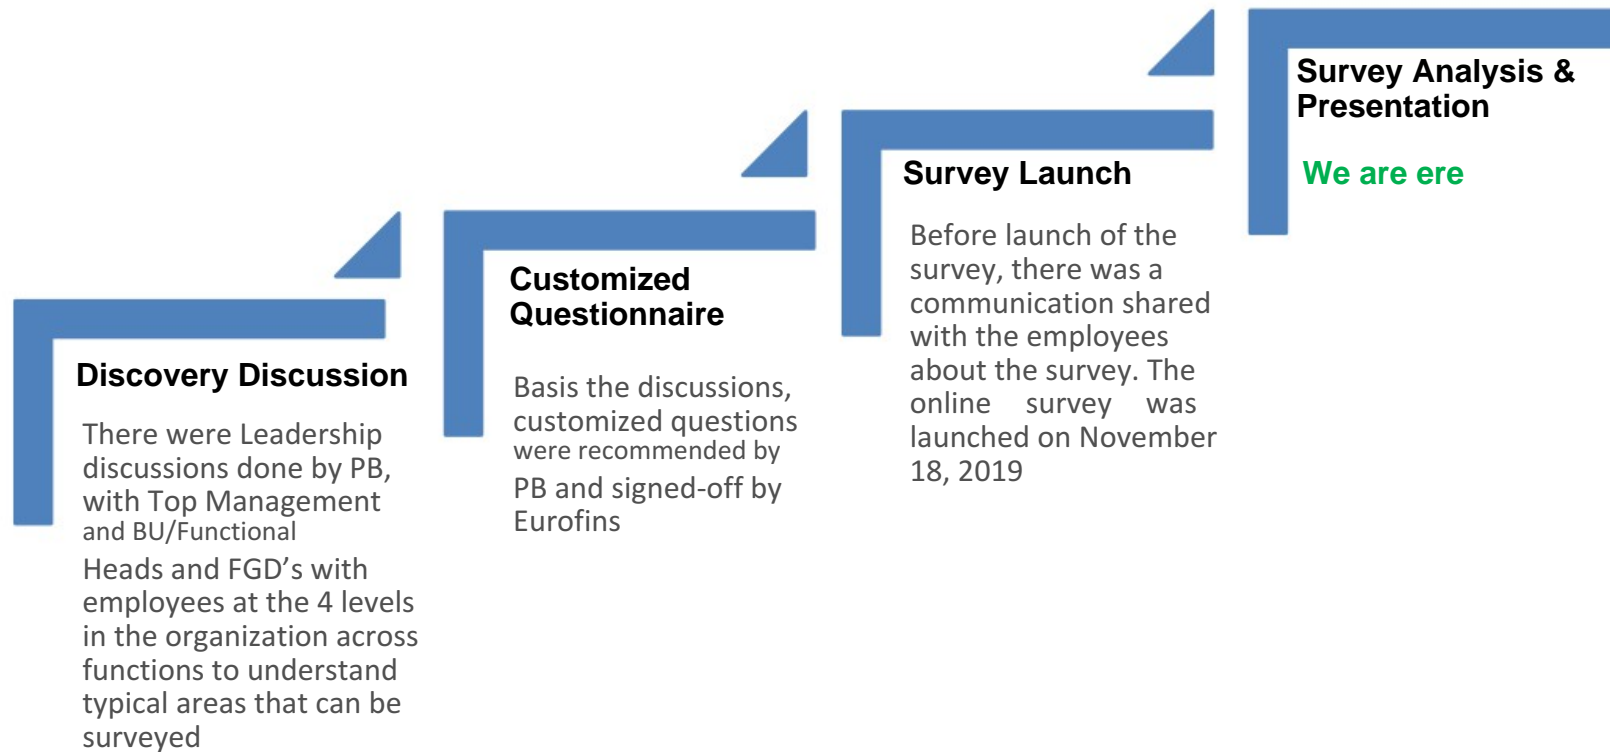 Discovery Discussion
There were Leadership
discussions done by PB,
with Top Management
and BU/Functional
Heads and FGD’s with
employees at the 4 levels
in the organization across
functions to understand
typical areas that can be
surveyed
Customized
Questionnaire
Basis the discussions,
customized questions
were recommended by
PB and signed-off by
Eurofins
Survey Launch
Before launch of the
survey, there was a
communication shared
with the employees
about the survey. The
online survey was
launched on November
18, 2019
Survey Analysis &
Presentation
We are ere